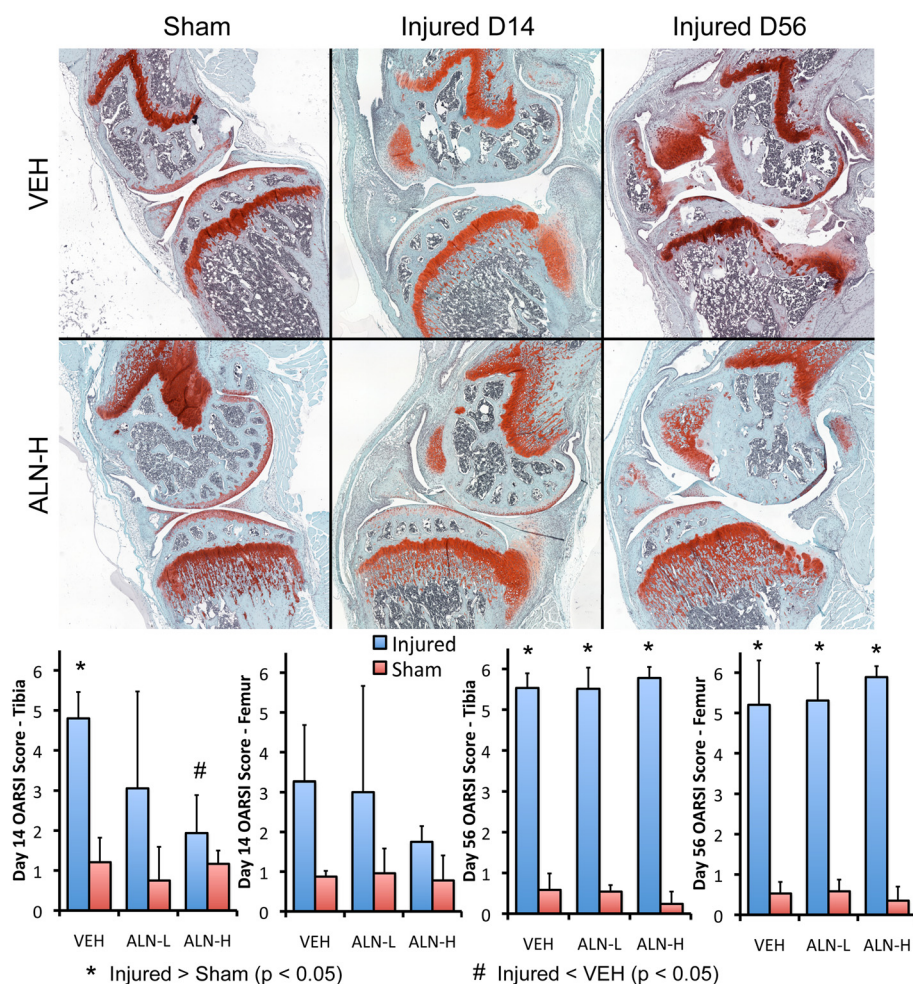 Sham Injured D14 Injured D56
VEH
ALN-H
Injured
Sham
Day 14 OARSI Score - Tibia
6
5
4
3
2
1
0
*
#
VEH ALN-L ALN-H
Day 14 OARSI Score - Femur
6
5
4
3
2
1
0
VEH ALN-L ALN-H
Day 56 OARSI Score - Tibia
6
5
4
3
2
1
0
* * *
VEH ALN-L ALN-H
Day 56 OARSI Score - Femur
6
5
4
3
2
1
0
* * *
VEH ALN-L ALN-H
* Injured > Sham (p < 0.05) # Injured < VEH (p < 0.05)